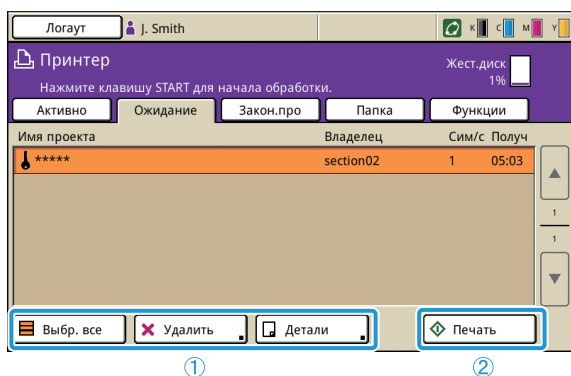 Логаут J. Smith K C M Y
Принтер Жест.диск
Нажмите клавишу START для начала обработки. 1%
Активно Ожидание Закон.про Папка Функции
Имя проекта Владелец Сим/с Получ
***** section02 1 05:03
1
1
Выбр. все Удалить Детали Печать
① ②